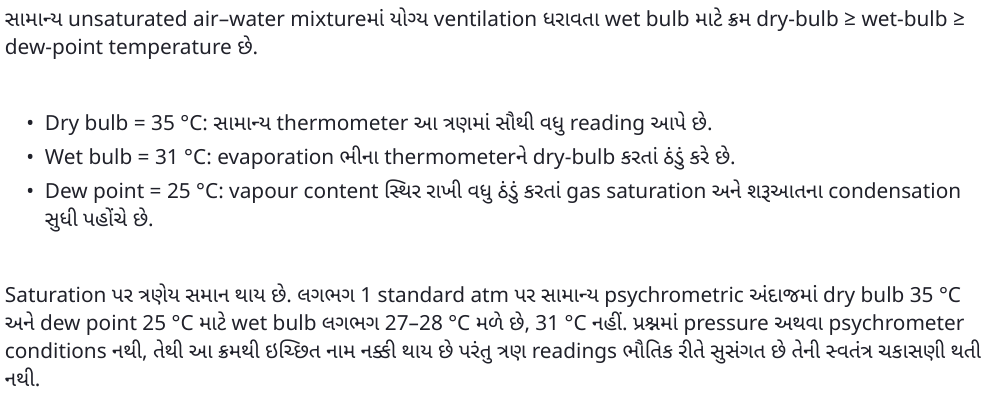 સામાન્ય unsaturated air–water mixtureમાં યોગ્ય ventilation ધરાવતા wet bulb માટે ક્રમ dry-bulb ≥ wet-bulb ≥
dew-point temperature છે.
• Dry bulb = 35 °C: સામાન્ય thermometer આ ત્રણમાં સૌથી વધુ reading આપે છે.
• Wet bulb = 31 °C: evaporation ભીના thermometerને dry-bulb કરતાં ઠંડું કરે છે.
• Dew point = 25 °C: vapour content સ્થિર રાખી વધુ ઠંડું કરતાં gas saturation અને શરૂઆતના condensation
સુધી પહોંચે છે.
Saturation પર ત્રણેય સમાન થાય છે. લગભગ 1 standard atm પર સામાન્ય psychrometric અંદાજમાં dry bulb 35 °C
અને dew point 25 °C માટે wet bulb લગભગ 27–28 °C મળે છે, 31 °C નહીં. પ્રશ્નમાં pressure અથવા psychrometer
conditions નથી, તેથી આ ક્રમથી ઇચ્છિત નામ નક્કી થાય છે પરંતુ ત્રણ readings ભૌતિક રીતે સુસંગત છે તેની સ્વતંત્ર ચકાસણી થતી
નથી.